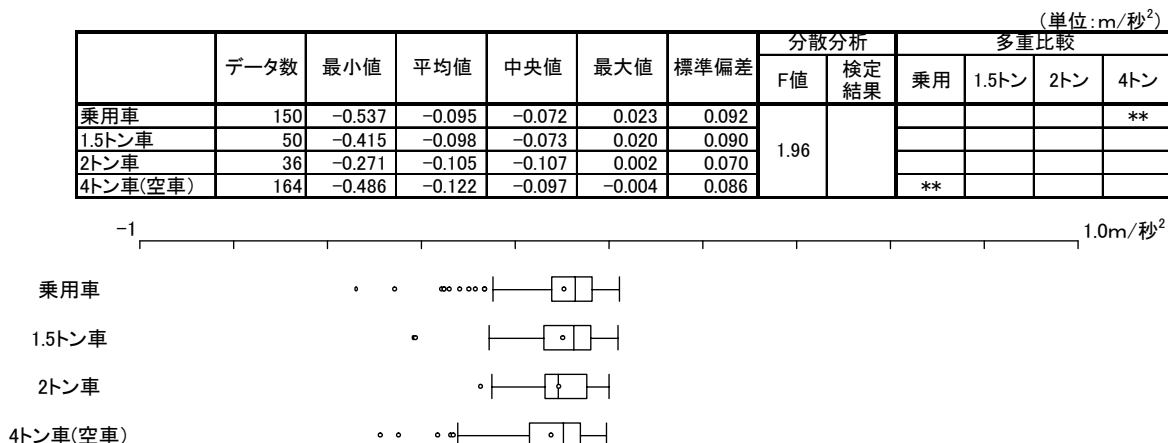 （単位：m/秒2）
データ数 最小値 平均値 中央値 最大値 標準偏差 分散分析 多重比較
F値 検定結果 乗用 1.5トン 2トン 4トン
乗用車 150 −0.537 −0.095 −0.072 0.023 0.092 1.96 **
1.5トン車 50 −0.415 −0.098 −0.073 0.020 0.090
2トン車 36 −0.271 −0.105 −0.107 0.002 0.070
4トン車(空車) 164 −0.486 −0.122 −0.097 −0.004 0.086 **
−1 1.0m/秒2
乗用車
1.5トン車
2トン車
4トン車(空車)